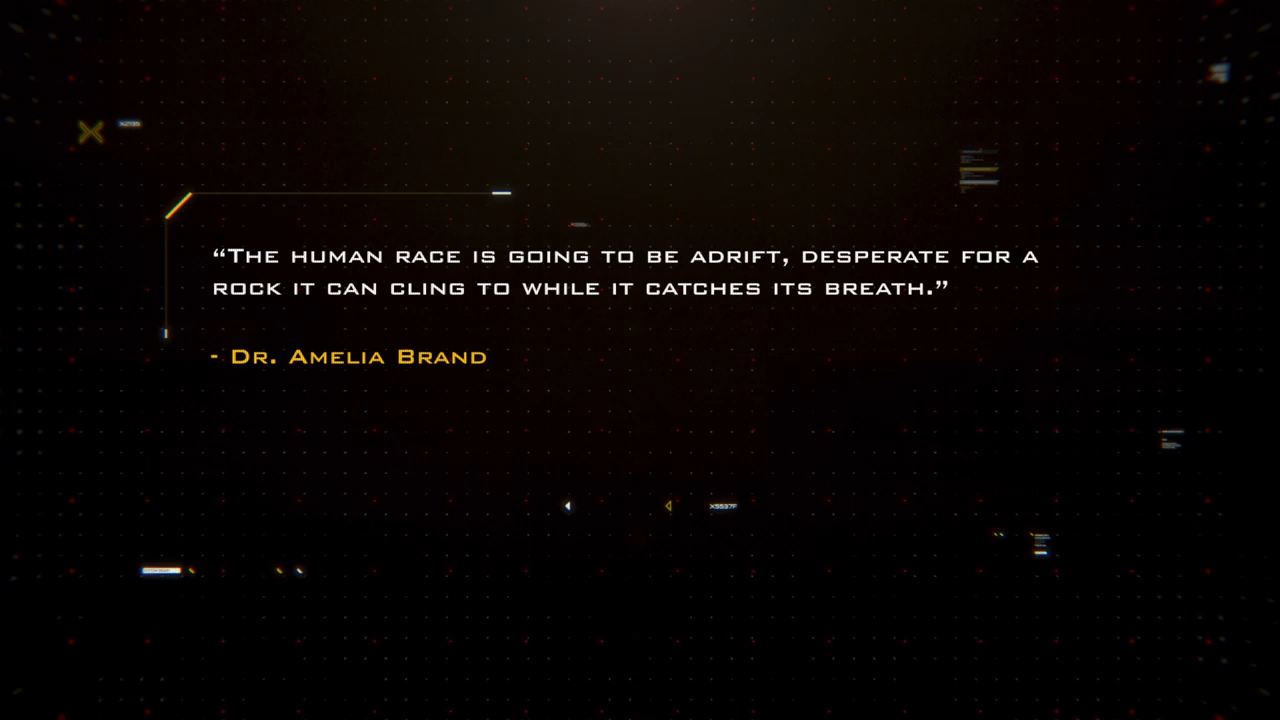 “The human race is going to be adrift, desperate for a
rock it can cling to while it catches its breath.”
- Dr. Amelia Brand
X5537F